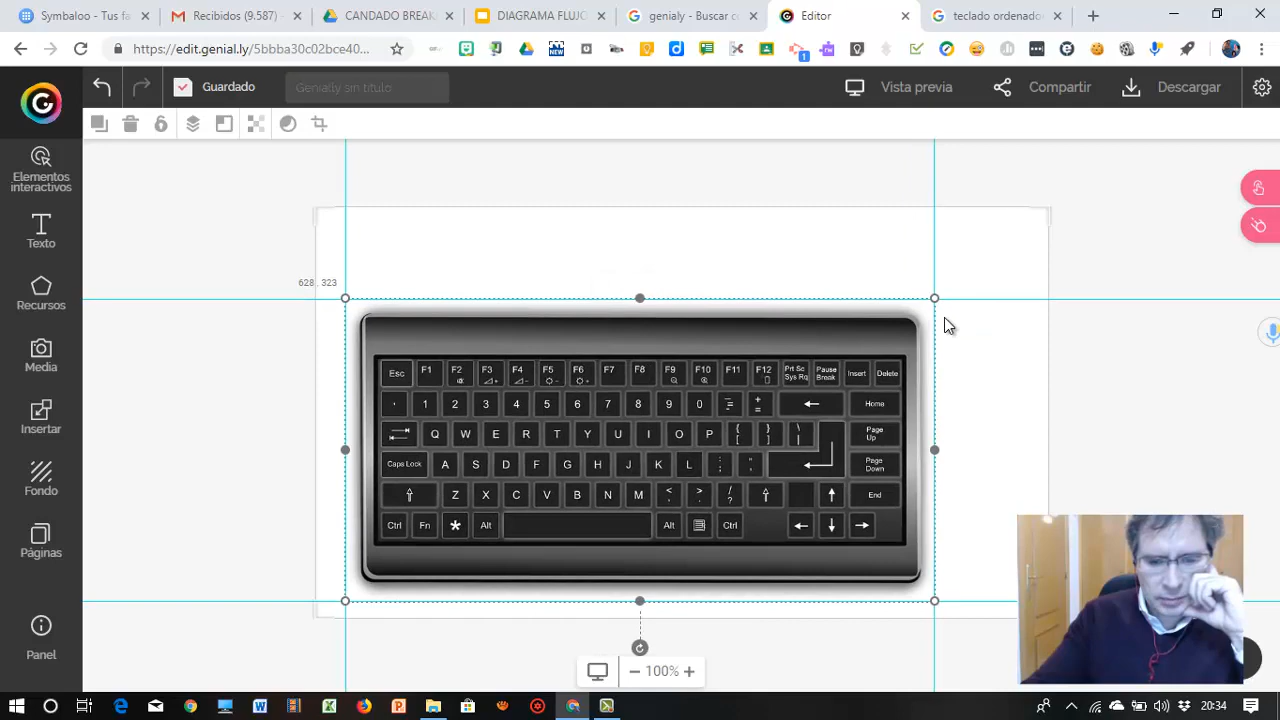 Symbaloo - Tus fa
Recibidos (9.587) -
CANDADO BREAK
DIAGRAMA FLUJO
genialy - Buscar co
Editor
teclado ordenador
https://edit.genial.ly/5bbba30c02bce40...
1
Guardado
Genially sin título
Vista previa
Compartir
Descargar
Elementos
interactivos
Texto
Recursos
Media
Insertar
Fondo
Páginas
Panel
628, 323
Esc F1 F2 F3 F4 F5 F6 F7 F8 F9 F10 F11 F12 Prt Sc Sys Rq Pause Break Insert Delete
1 2 3 4 5 6 7 8 9 0 - = + = ← Home
Q W E R T Y U I O P { [ } ] \ | Page Up
Caps Lock A S D F G H J K L : ; " , Page Down
⇧ Z X C V B N M < , > . ? / ⇧ ↑ End
Ctrl Fn * Alt Alt Ctrl ← ↓ →
100%
20:34